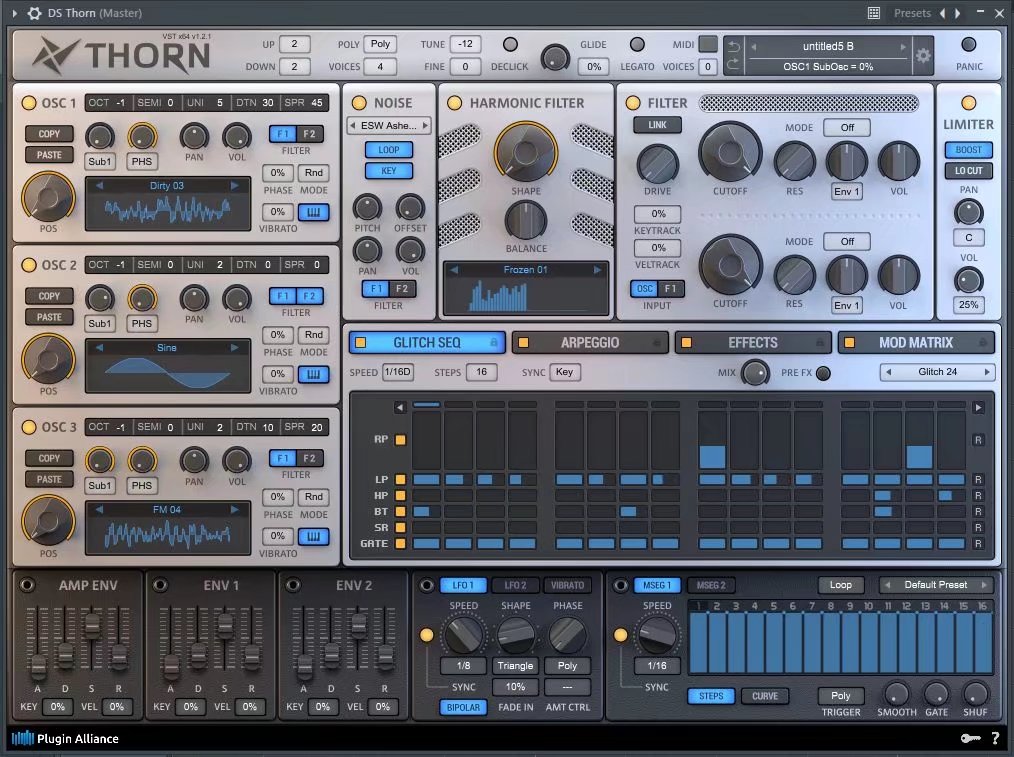 DS Thorn (Master)
Presets
VST x64 v1.2.1
THORN
UP 2 POLY Poly TUNE -12 GLIDE MIDI untitled5 B
DOWN 2 VOICES 4 FINE 0 DECLICK 0% LEGATO VOICES 0 OSC1 SubOsc = 0% PANIC
OSC 1 OCT -1 SEMI 0 UNI 5 DTN 30 SPR 45
COPY
PASTE
Sub1 PHS PAN VOL
F1 F2
FILTER
Dirty 03
0% Rnd
PHASE MODE
0%
VIBRATO
POS
OSC 2 OCT -1 SEMI 0 UNI 2 DTN 0 SPR 0
COPY
PASTE
Sub1 PHS PAN VOL
F1 F2
FILTER
Sine
0% Rnd
PHASE MODE
0%
VIBRATO
POS
OSC 3 OCT -1 SEMI 0 UNI 2 DTN 10 SPR 20
COPY
PASTE
Sub1 PHS PAN VOL
F1 F2
FILTER
FM 04
0% Rnd
PHASE MODE
0%
VIBRATO
POS
NOISE
ESW Ashe...
LOOP
KEY
PITCH OFFSET
PAN VOL
F1 F2
FILTER
HARMONIC FILTER
SHAPE
BALANCE
Frozen 01
FILTER
LINK
MODE Off
DRIVE CUTOFF RES Env 1 VOL
0%
KEYTRACK
0%
VELTRACK
OSC F1
INPUT
MODE Off
CUTOFF RES Env 1 VOL
LIMITER
BOOST
LO CUT
PAN
C
VOL
25%
GLITCH SEQ ARPEGGIO EFFECTS MOD MATRIX
SPEED 1/16D STEPS 16 SYNC Key MIX PRE FX Glitch 24
RP R
LP R
HP R
BT R
SR R
GATE R
AMP ENV
A D S R
KEY 0% VEL 0%
ENV 1
A D S R
KEY 0% VEL 0%
ENV 2
A D S R
KEY 0% VEL 0%
LFO 1 LFO 2 VIBRATO
SPEED SHAPE PHASE
1/8 Triangle Poly
SYNC 10% ---
BIPOLAR FADE IN AMT CTRL
MSEG 1 MSEG 2 Loop Default Preset
SPEED
1 2 3 4 5 6 7 8 9 10 11 12 13 14 15 16
1/16
SYNC
STEPS CURVE Poly
TRIGGER SMOOTH GATE SHUF
Plugin Alliance
?